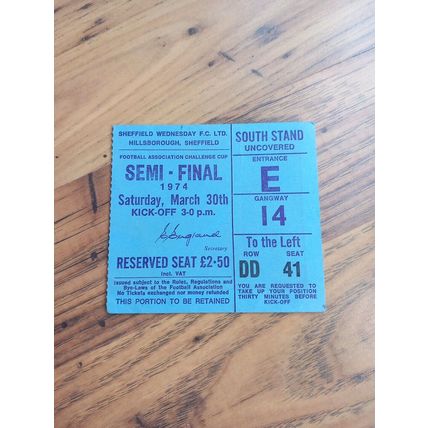 SHEFFIELD WEDNESDAY F.C. LTD.
HILLSBOROUGH, SHEFFIELD
FOOTBALL ASSOCIATION CHALLENGE CUP
SEMI - FINAL
1974
Saturday, March 30th
KICK-OFF 3-0 p.m.
E England
Secretary
RESERVED SEAT £2·50
incl. VAT
Issued subject to the Rules, Regulations and
Bye-Laws of the Football Association
No Tickets exchanged nor money refunded
THIS PORTION TO BE RETAINED
SOUTH STAND
UNCOVERED
ENTRANCE
E
GANGWAY
14
To the Left
ROW SEAT
DD 41
YOU ARE REQUESTED TO
TAKE UP YOUR POSITION
THIRTY MINUTES BEFORE
KICK-OFF